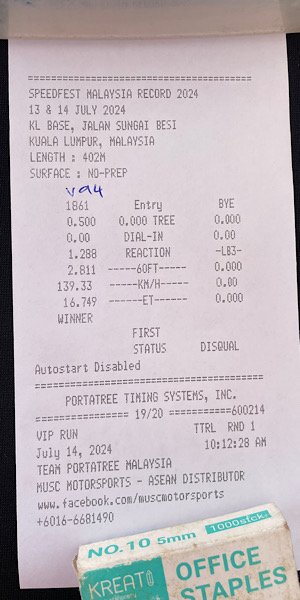 ==================================
SPEEDFEST MALAYSIA RECORD 2024
13 & 14 JULY 2024
KL BASE, JALAN SUNGAI BESI
KUALA LUMPUR, MALAYSIA
LENGTH : 402M
SURFACE : NO-PREP
V94
1861 Entry BYE
0.500 0.000 TREE 0.000
0.00 DIAL-IN 0.00
1.288 REACTION -LB3-
2.811 ------60FT------ 0.000
139.33 -----KM/H----- 0.00
16.749 ------ET------ 0.000
WINNER
FIRST
STATUS DISQUAL
Autostart Disabled
==================================
PORTATREE TIMING SYSTEMS, INC.
================ 19/20 ===========600214
VIP RUN TTRL RND 1
July 14, 2024 10:12:28 AM
TEAM PORTATREE MALAYSIA
MUSC MOTORSPORTS - ASEAN DISTRIBUTOR
www.facebook.com/muscmotorsports
+6016-6681490
NO.10 5mm 1000stcks
KREAT
OFFICE
STAPLES